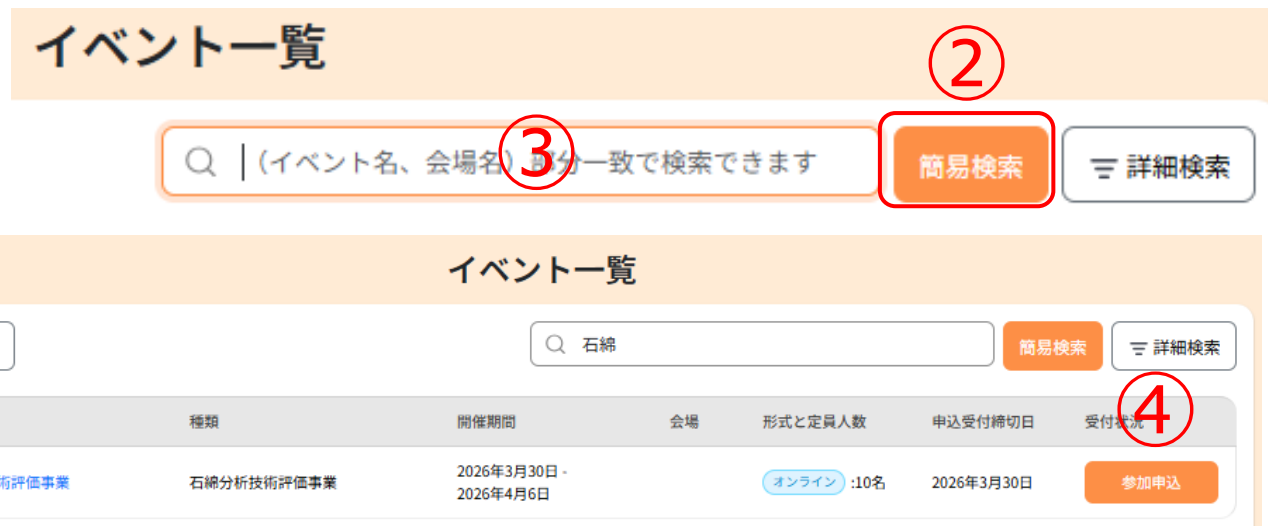 イベント一覧
②
③
(イベント名、会場名)部分一致で検索できます
簡易検索
詳細検索
イベント一覧
石綿
簡易検索
詳細検索
④
種類 開催期間 会場 形式と定員人数 申込受付締切日 受付状況
術評価事業 石綿分析技術評価事業 2026年3月30日 - オンライン :10名 2026年3月30日 参加申込
2026年4月6日